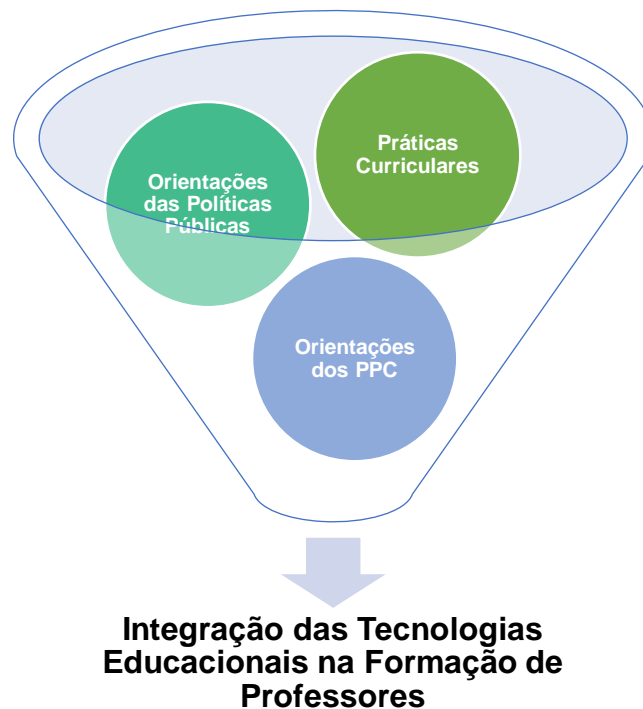 Práticas
Curriculares
Orientações
das Políticas
Públicas
Orientações
dos PPC
Integração das Tecnologias
Educacionais na Formação de
Professores